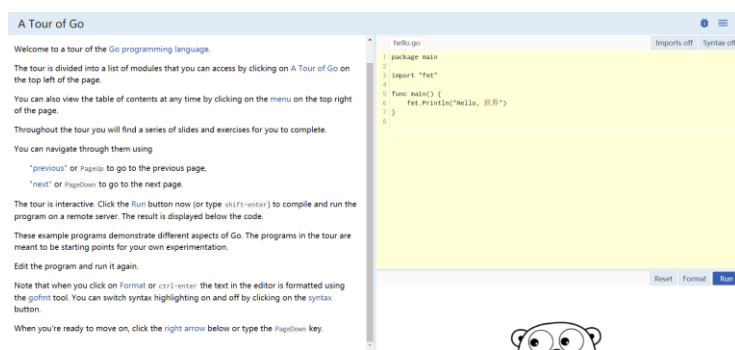 A Tour of Go
Welcome to a tour of the Go programming language.
The tour is divided into a list of modules that you can access by clicking on A Tour of Go on
the top left of the page.
You can also view the table of contents at any time by clicking on the menu on the top right
of the page.
Throughout the tour you will find a series of slides and exercises for you to complete.
You can navigate through them using
"previous" or PageUp to go to the previous page,
"next" or PageDown to go to the next page.
The tour is interactive. Click the Run button now (or type shift-enter) to compile and run the
program on a remote server. The result is displayed below the code.
These example programs demonstrate different aspects of Go. The programs in the tour are
meant to be starting points for your own experimentation.
Edit the program and run it again.
Note that when you click on Format or ctrl-enter the text in the editor is formatted using
the gofmt tool. You can switch syntax highlighting on and off by clicking on the syntax
button.
When you're ready to move on, click the right arrow below or type the PageDown key.
hello.go
Imports off Syntax off
1 package main
2
3 import "fmt"
4
5 func main() {
6 fmt.Println("Hello, 世界")
7 }
8
Reset Format Run